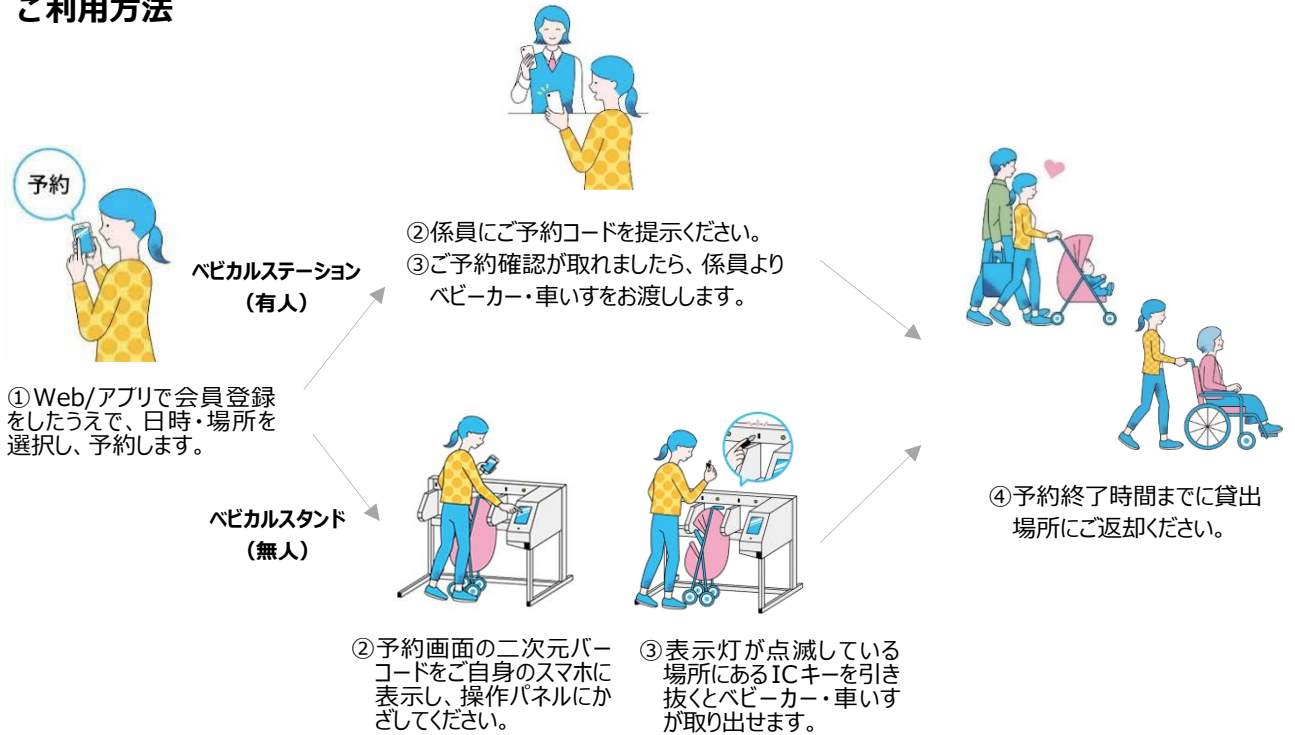 ご利用方法
予約
①Web/アプリで会員登録
をしたうえで、日時・場所を
選択し、予約します。
ベビカルステーション
（有人）
②係員にご予約コードを提示ください。
③ご予約確認が取れましたら、係員より
ベビーカー・車いすをお渡しします。
ベビカルスタンド
（無人）
②予約画面の二次元バー
コードをご自身のスマホに
表示し、操作パネルにか
ざしてください。
③表示灯が点滅している
場所にあるICキーを引き
抜くとベビーカー・車いす
が取り出せます。
④予約終了時間までに貸出
場所にご返却ください。